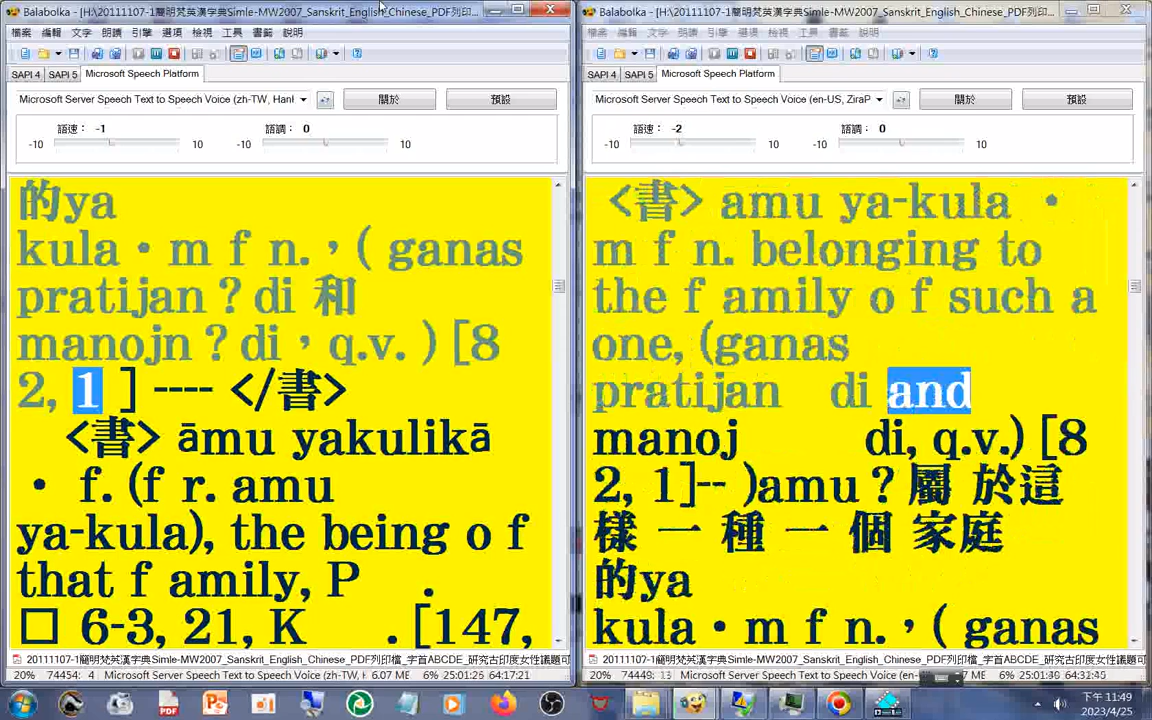 Balabolka - [H:\20111107-1簡明梵英漢字典Simle-MW2007_Sanskrit_English_Chinese_PDF列印...
檔案 編輯 文字 朗讀 引擎 選項 檢視 工具 書籤 說明
SAPI 4 SAPI 5 Microsoft Speech Platform
Microsoft Server Speech Text to Speech Voice (zh-TW, Hanl
關於 預設
語速： -1 語調： 0
-10 10 -10 10
的ya
kula • m f n.，( ganas
pratijan ? di 和
manojn ? di，q.v. ) [8
2, 1 ] ---- </書>
<書> āmu yakulikā
• f. (f r. amu
ya-kula), the being o f
that f amily, P .
□ 6-3, 21, K . [147,
20111107-1簡明梵英漢字典Simle-MW2007_Sanskrit_English_Chinese_PDF列印檔_字首ABCDE_研究古印度女性議題可
20% 74454: 4 Microsoft Server Speech Text to Speech Voice (zh-TW, 6.07 MB 6% 25:01:26 64:17:21
Balabolka - [H:\20111107-1簡明梵英漢字典Simle-MW2007_Sanskrit_English_Chinese_PDF列印...
檔案 編輯 文字 朗讀 引擎 選項 檢視 工具 書籤 說明
SAPI 4 SAPI 5 Microsoft Speech Platform
Microsoft Server Speech Text to Speech Voice (en-US, ZiraP
關於 預設
語速： -2 語調： 0
-10 10 -10 10
<書> amu ya-kula •
m f n. belonging to
the f amily o f such a
one, (ganas
pratijan di and
manoj di, q.v.) [8
2, 1]-- )amu ? 屬 於這
樣 一 種 一 個 家庭
的ya
kula • m f n.，( ganas
20111107-1簡明梵英漢字典Simle-MW2007_Sanskrit_English_Chinese_PDF列印檔_字首ABCDE_研究古印度女性議題可
20% 74449: 13 Microsoft Server Speech Text to Speech Voice 6% 25:01:30 64:32:45
下午 11:49
2023/4/25